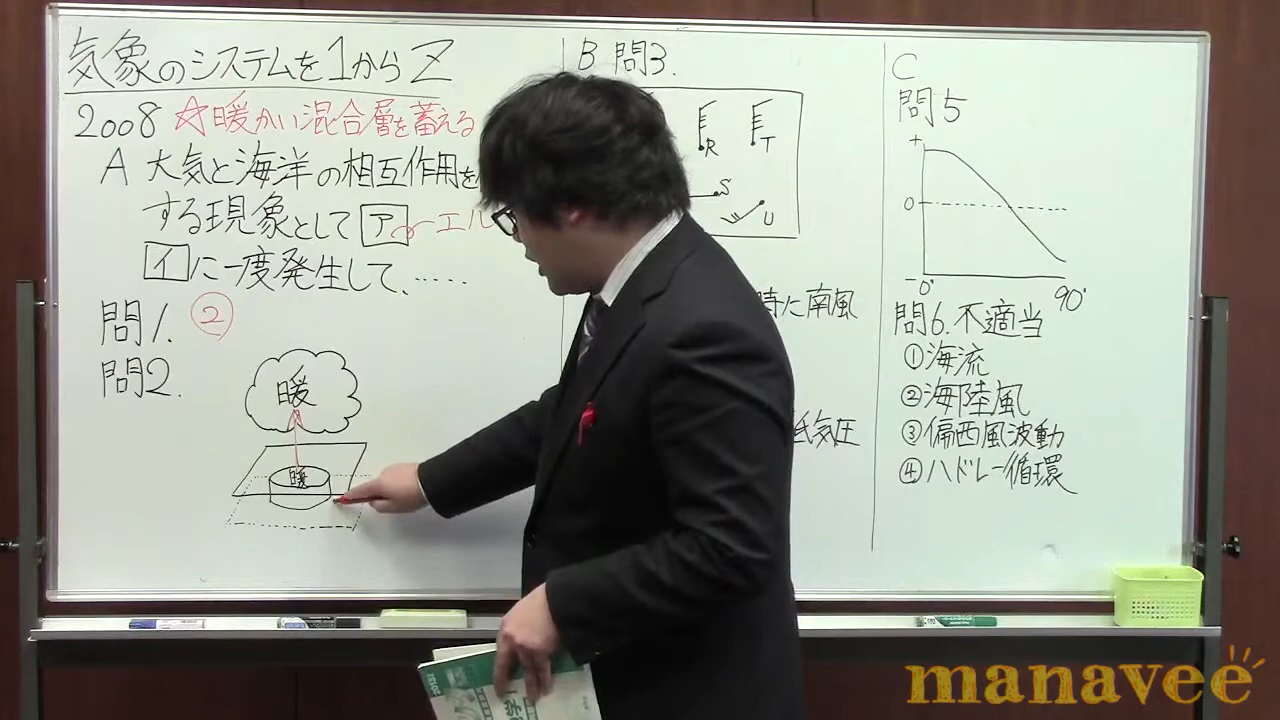 気象のシステムを1からZ
2008 ☆暖かい混合層を蓄える
A 大気と海洋の相互作用を
する現象として ア エル
イ に一度発生して、……
問1. ②
問2.
暖
暖
B 問3.
R
T
S
U
時に南風
低気圧
C
問5
+
0
-
0°
90°
問6. 不適当
①海流
②海陸風
③偏西風波動
④ハドレー循環
manavee